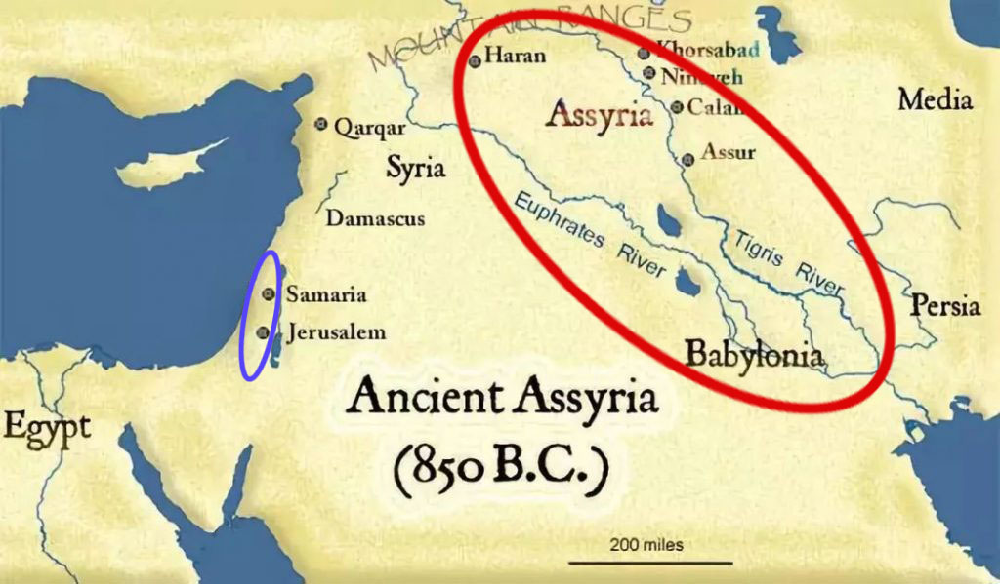 MOUNTAIN RANGES
Haran
Khorsabad
Nineveh
Calah
Assyria
Media
Qarqar
Assur
Syria
Euphrates River
Damascus
Tigris River
Samaria
Persia
Jerusalem
Babylonia
Ancient Assyria
(850 B.C.)
Egypt
200 miles